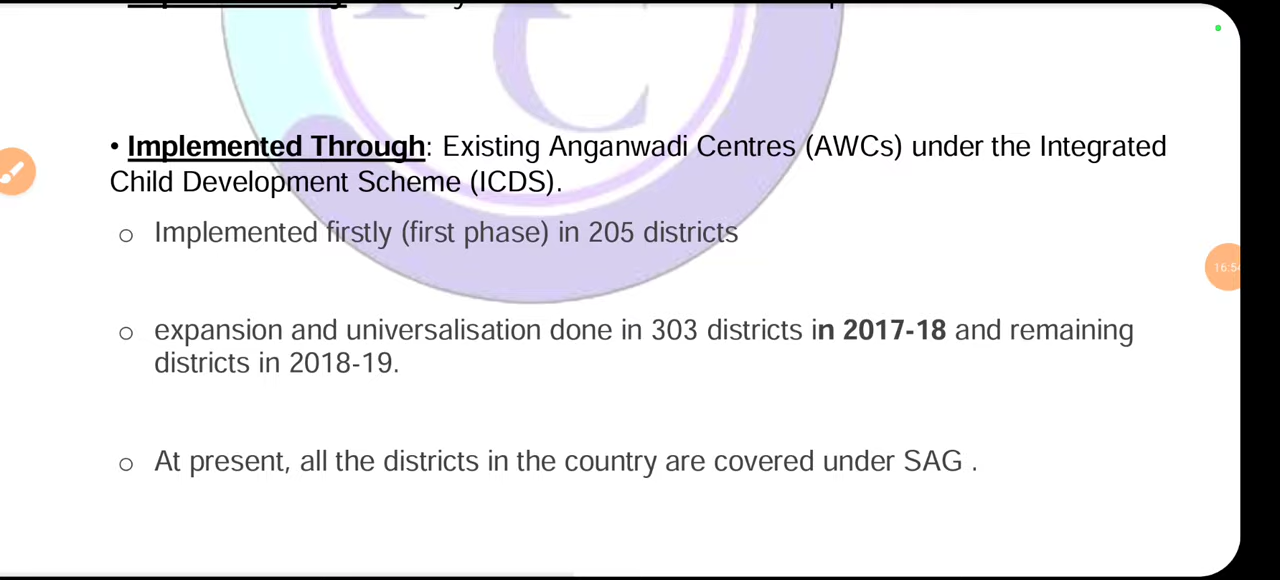 • Implemented Through: Existing Anganwadi Centres (AWCs) under the Integrated
Child Development Scheme (ICDS).
o Implemented firstly (first phase) in 205 districts
o expansion and universalisation done in 303 districts in 2017-18 and remaining
districts in 2018-19.
o At present, all the districts in the country are covered under SAG .